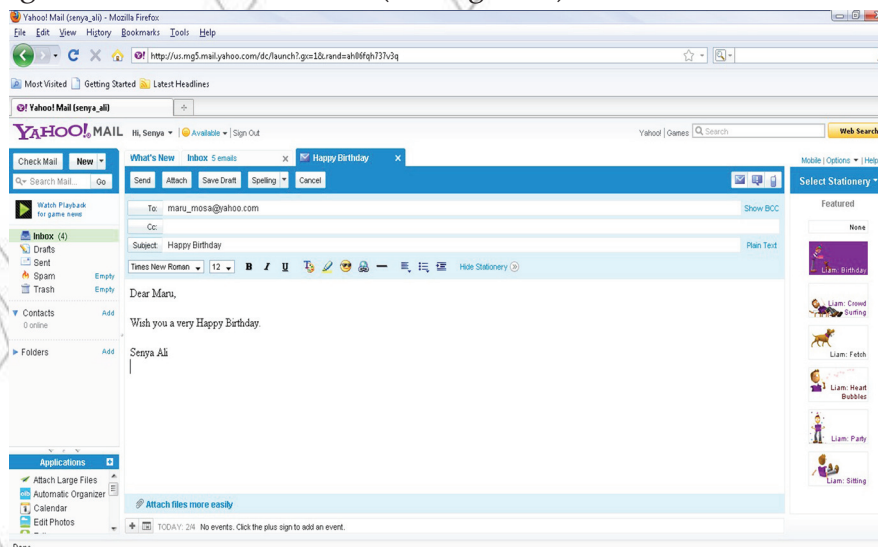 Yahoo! Mail (senya_ali) - Mozilla Firefox
File Edit View History Bookmarks Tools Help
http://us.mg5.mail.yahoo.com/dc/launch?.gx=1&.rand=ah06fqh737v3q
Most Visited Getting Started Latest Headlines
Yahoo! Mail (senya_ali)
YAHOO! MAIL Hi, Senya Available Sign Out Yahoo! Games Search Web Search
Check Mail New What's New Inbox 5 emails x Happy Birthday x Mobile | Options | Help
Search Mail... Go Send Attach Save Draft Spelling Cancel Select Stationery
Watch Playback for game news To: maru_mosa@yahoo.com Show BCC Featured
Cc: None
Inbox (4) Subject: Happy Birthday Plain Text
Drafts
Sent Times New Roman 12 B I U Hide Stationery Liam: Birthday
Spam Empty
Trash Empty Dear Maru,
Contacts Add Liam: Crowd Surfing
0 online Wish you a very Happy Birthday.
Folders Add Senya Ali Liam: Fetch
Liam: Heart Bubbles
Liam: Party
Applications
Attach Large Files Liam: Sitting
Automatic Organizer
Calendar Attach files more easily
Edit Photos TODAY: 2/4 No events. Click the plus sign to add an event.